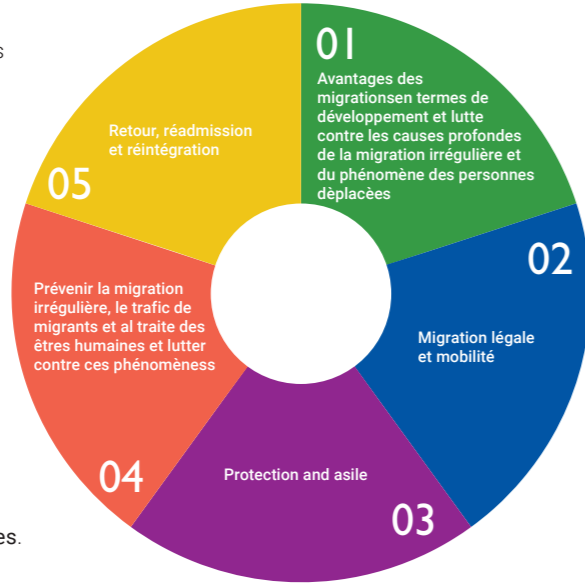 s
01
Avantages des
migrationsen termes de
développement et lutte
contre les causes profondes
de la migration irrégulière et
du phénomène des personnes
dèplacèes
02
Migration légale
et mobilité
03
Protection and asile
04
Prévenir la migration
irrégulière, le trafic de
migrants et al traite des
êtres humaines et lutter
contre ces phénomèness
05
Retour, réadmission
et réintégration
es.